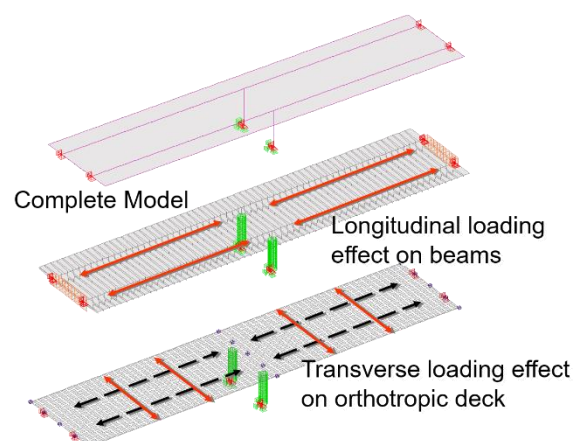 Complete Model
Longitudinal loading
effect on beams
Transverse loading effect
on orthotropic deck